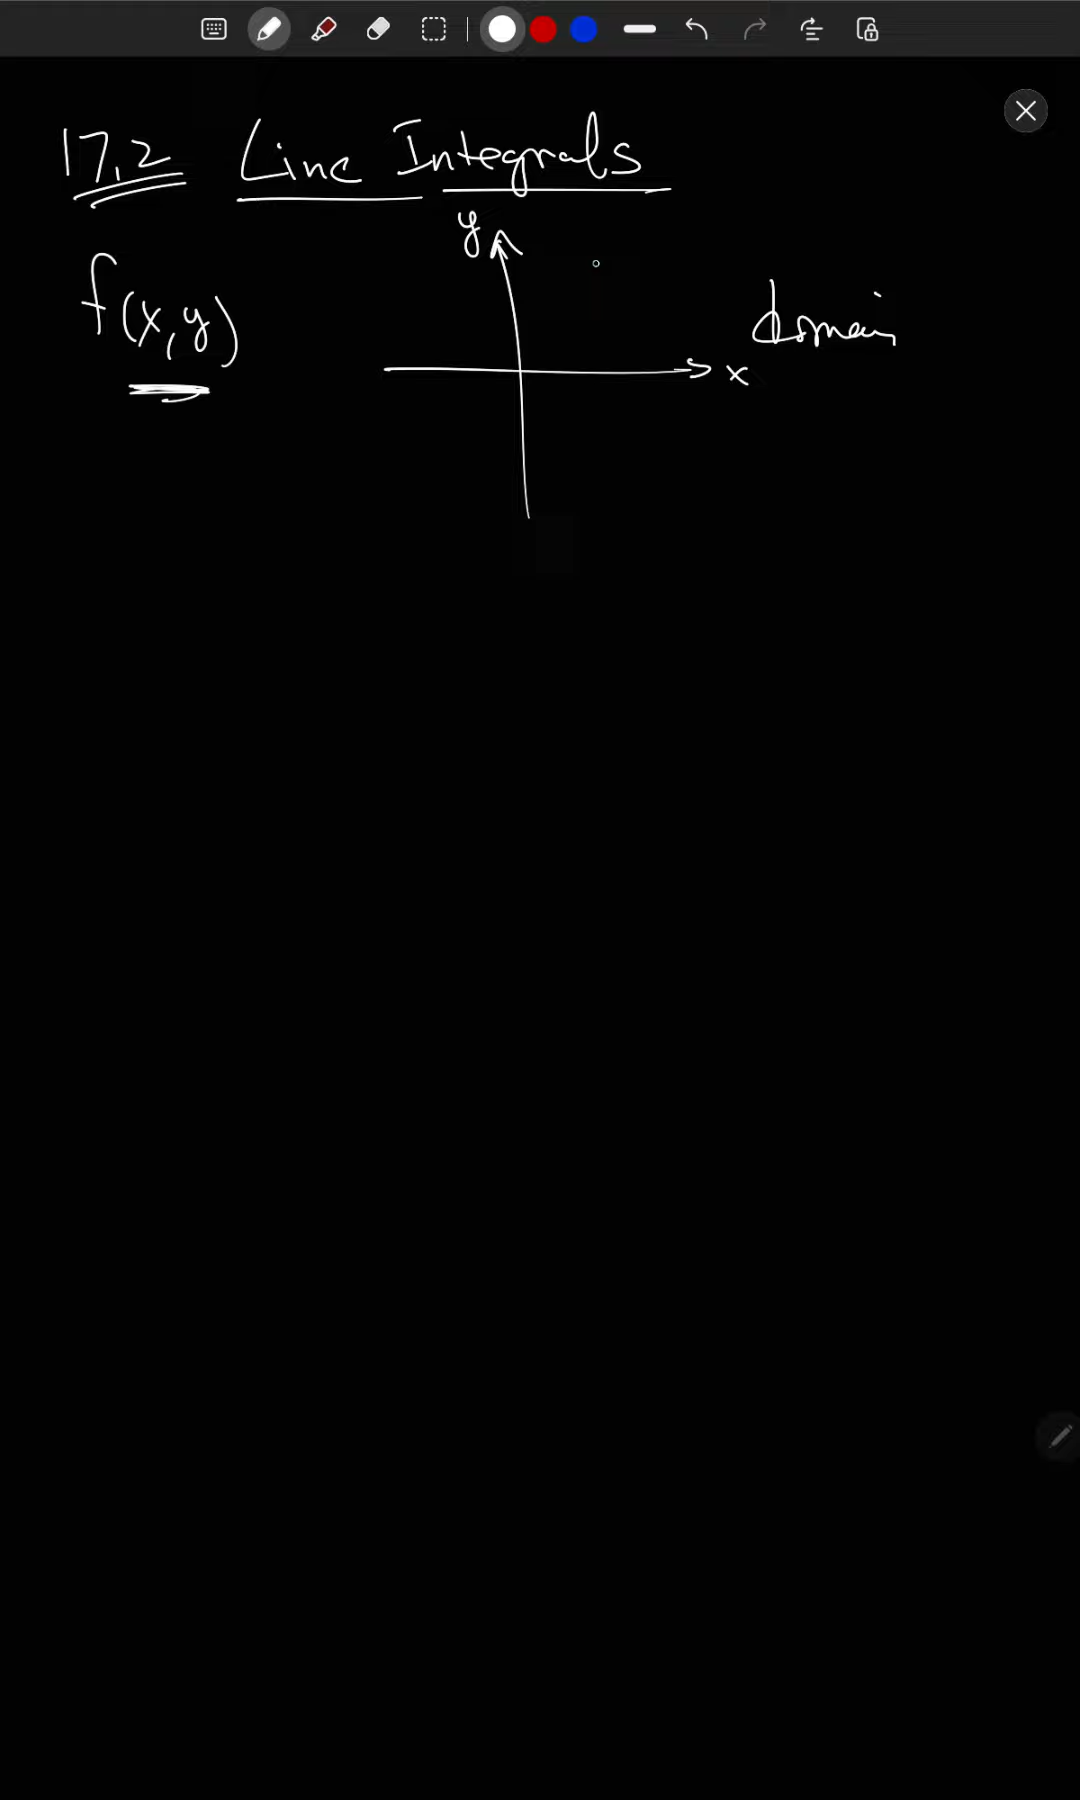 17.2 Line Integrals
y
f(x,y)
domain
x